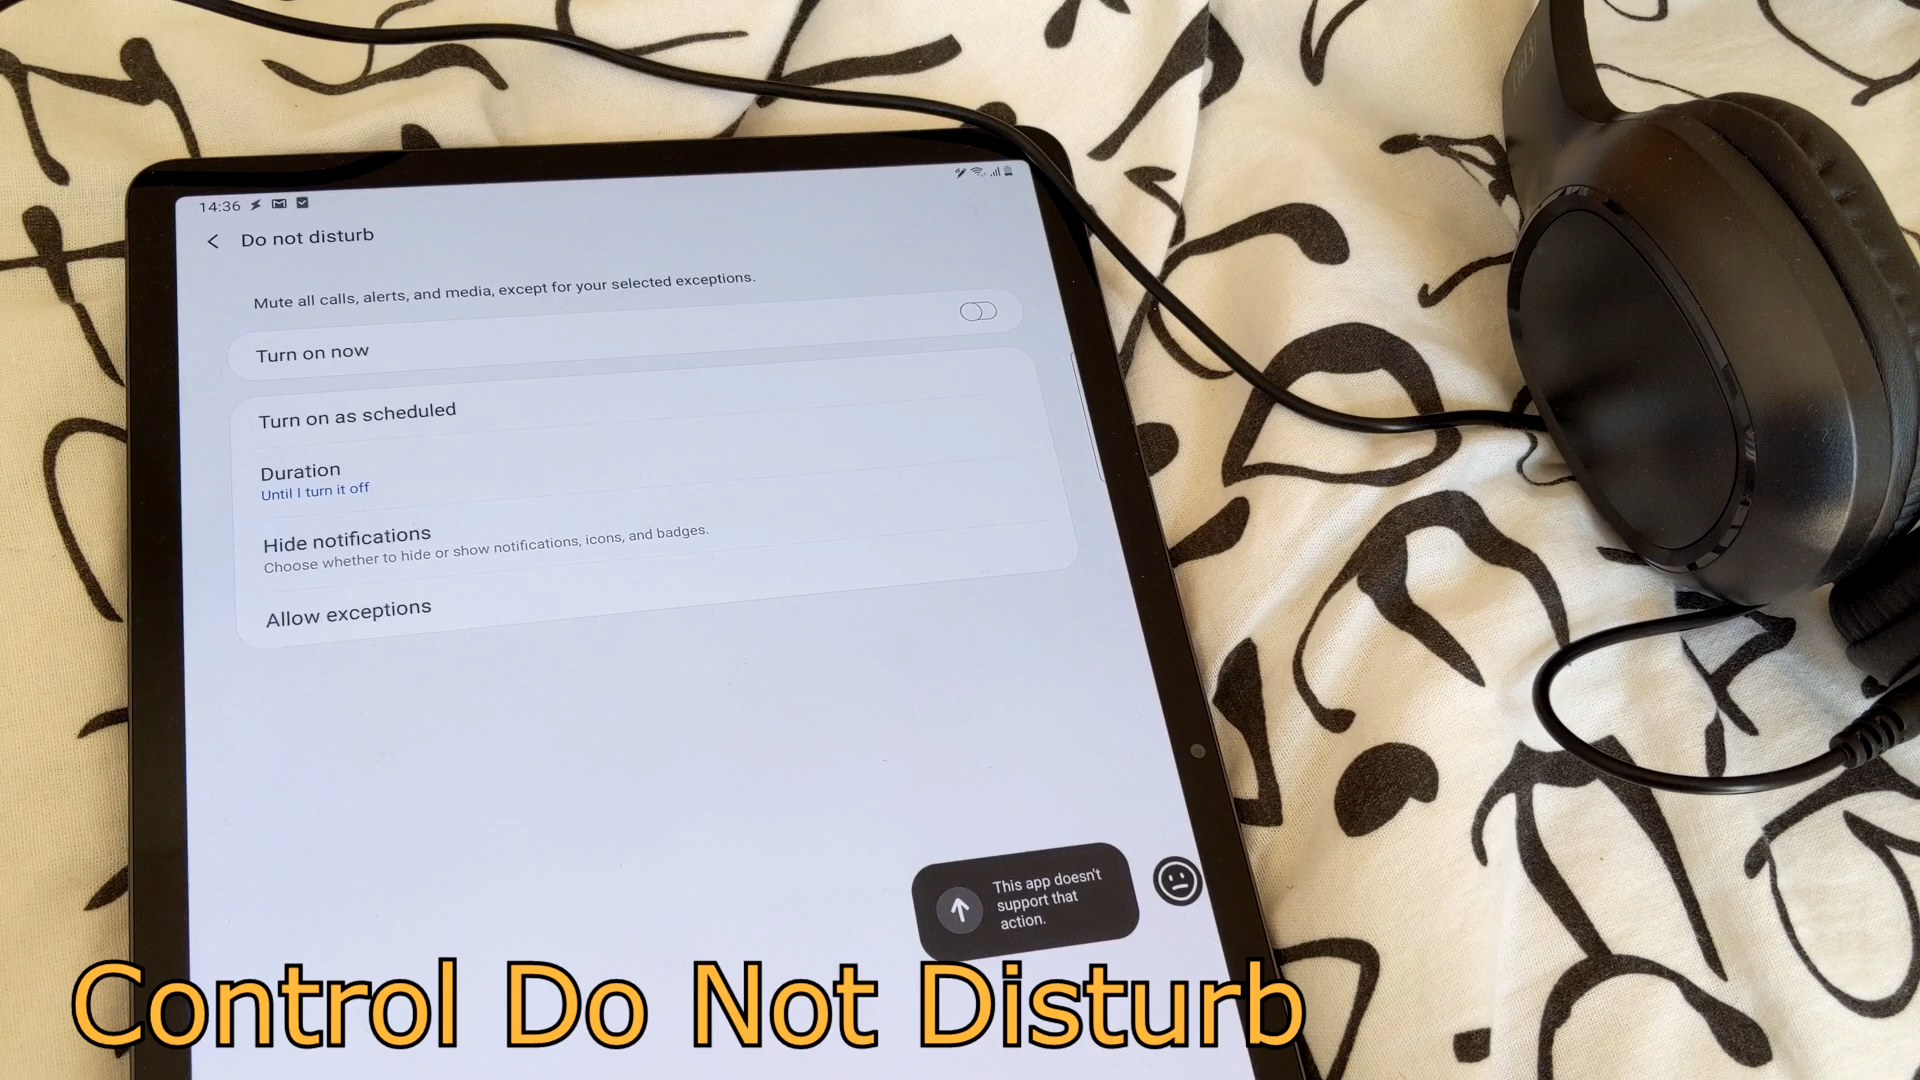 14:36
Do not disturb
Mute all calls, alerts, and media, except for your selected exceptions.
Turn on now
Turn on as scheduled
Duration
Until I turn it off
Hide notifications
Choose whether to hide or show notifications, icons, and badges.
Allow exceptions
This app doesn't
support that
action.
Control Do Not Disturb